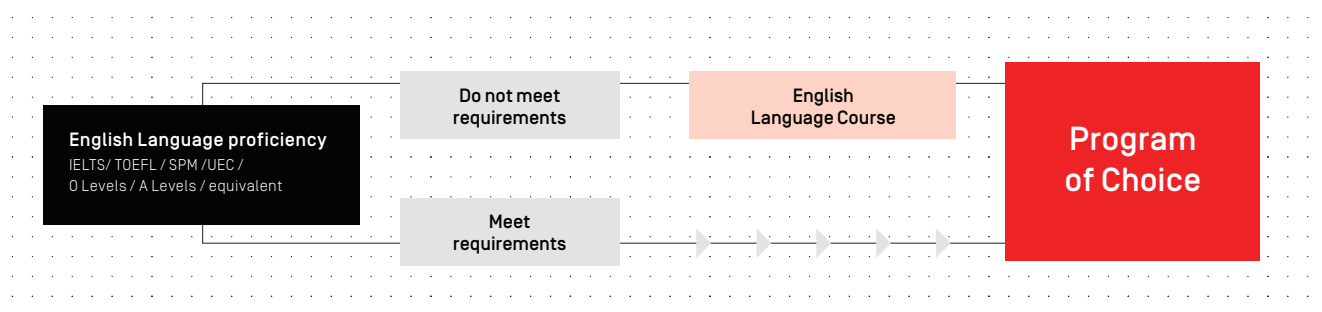 English Language proficiency
IELTS/ TOEFL / SPM /UEC /
O Levels / A Levels / equivalent
Do not meet
requirements
English
Language Course
Meet
requirements
Program
of Choice